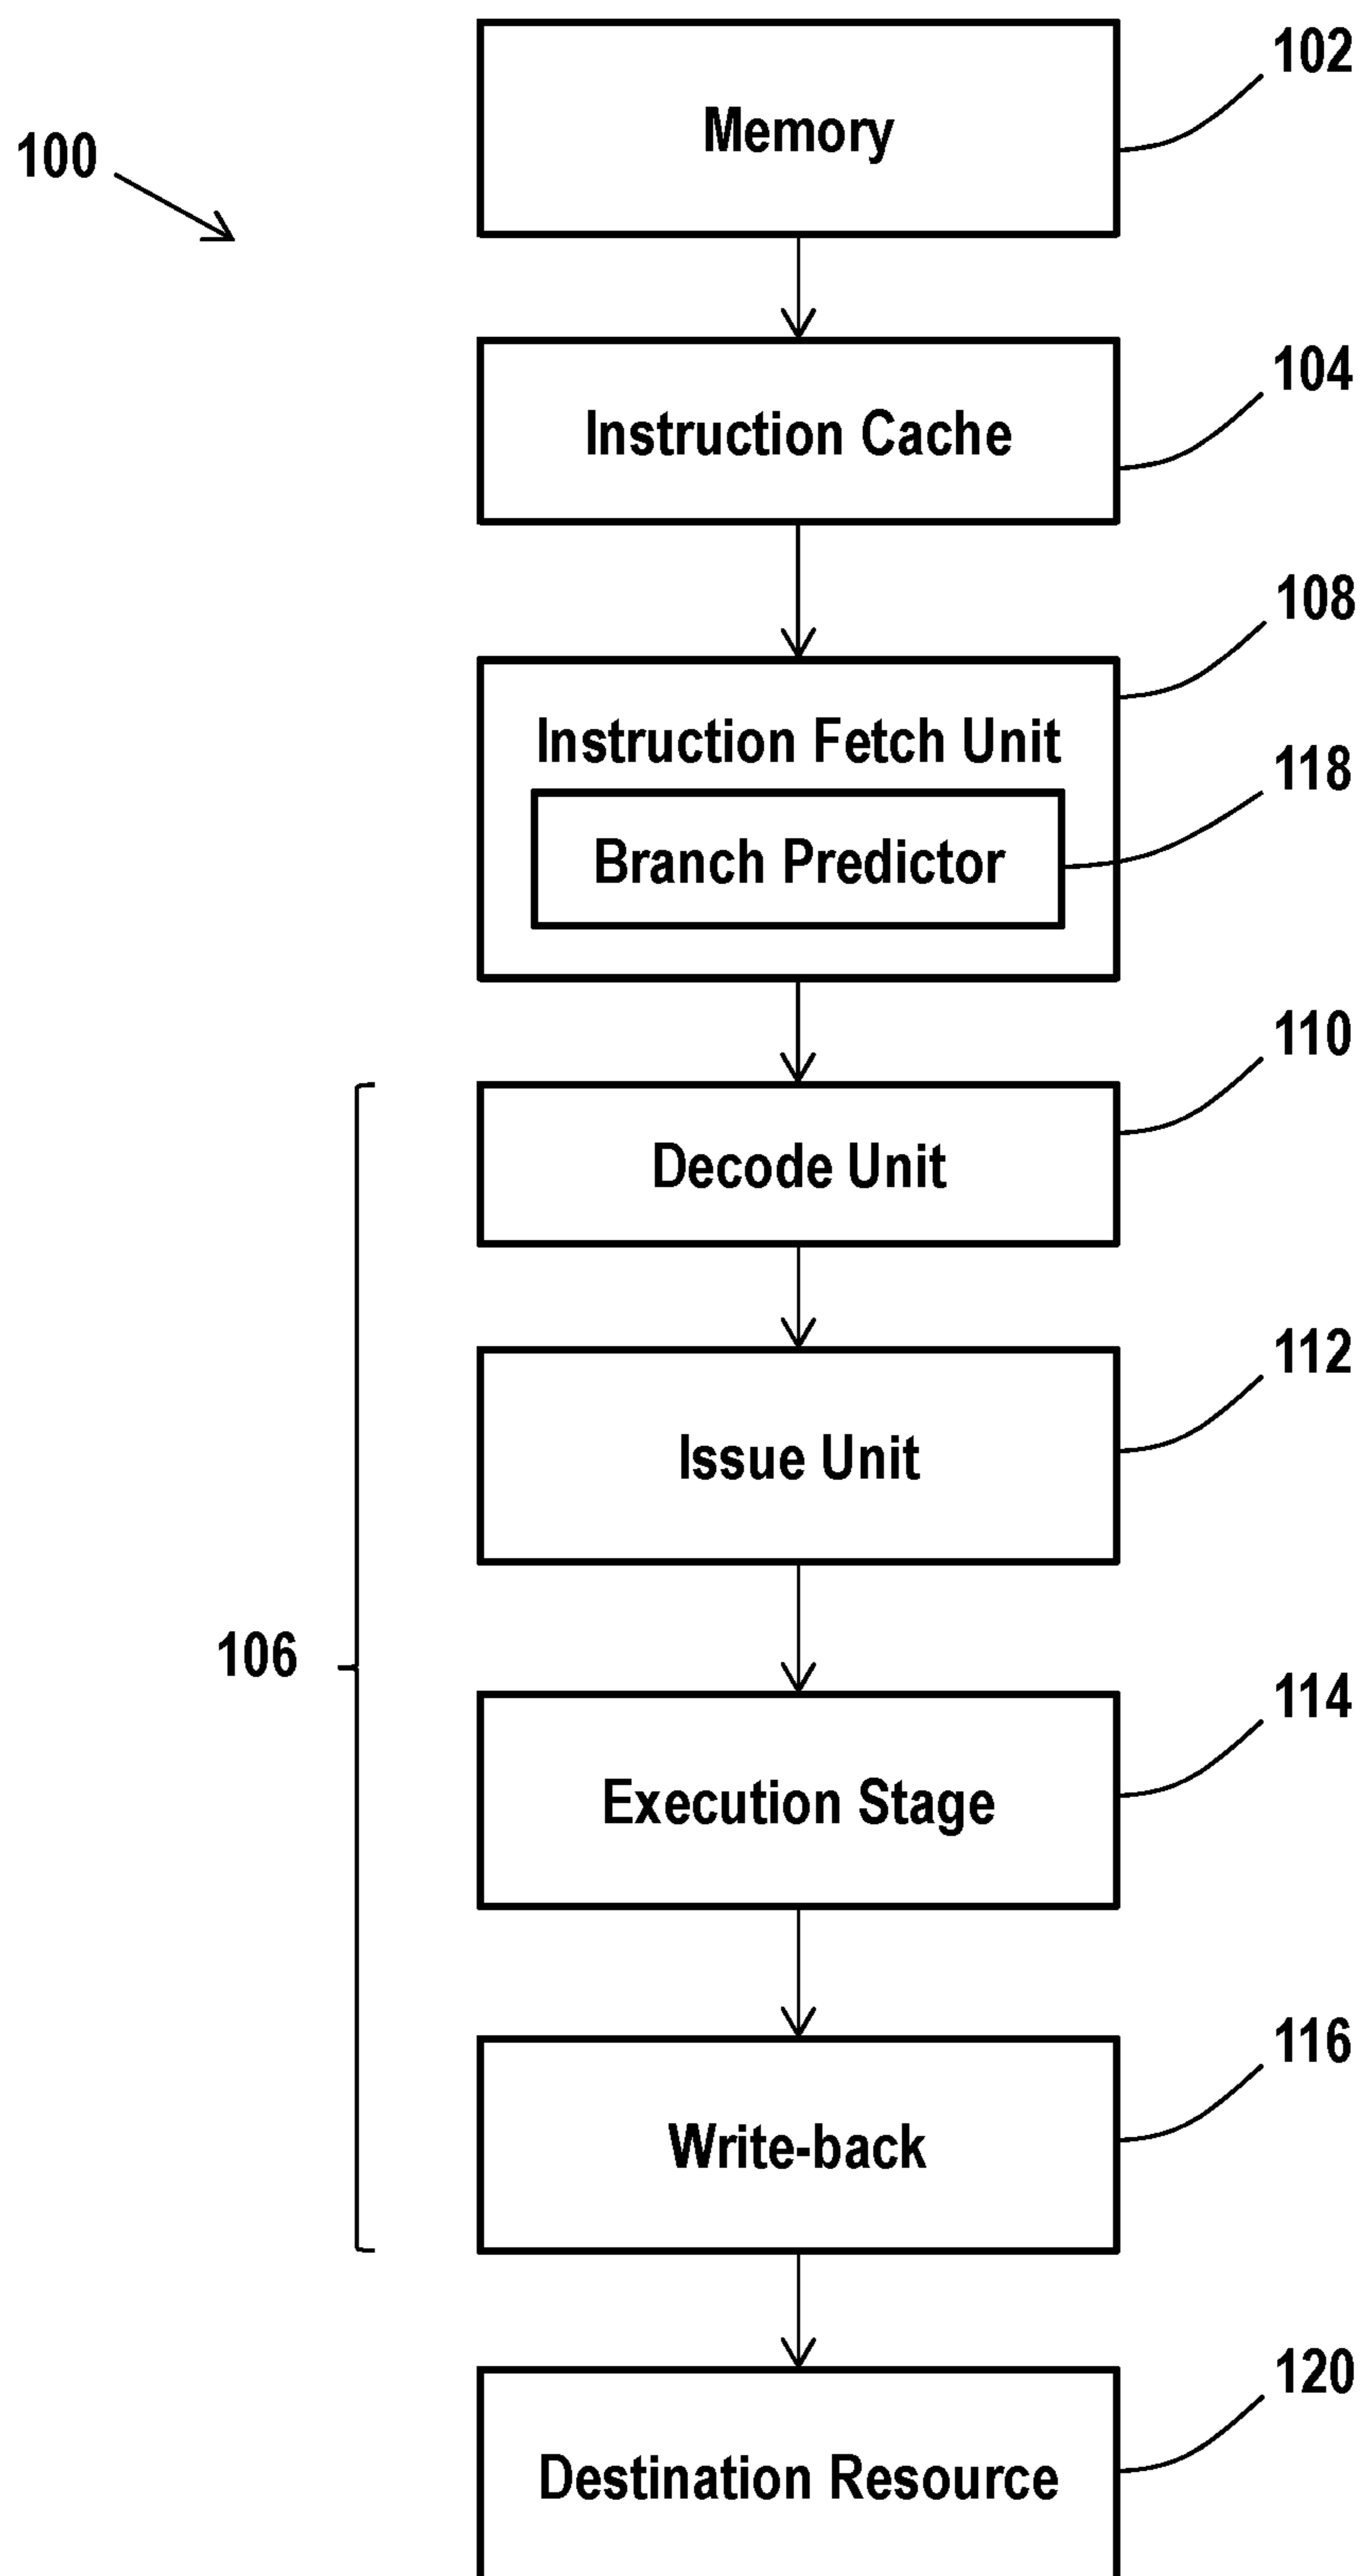 102
Memory
100
104
Instruction Cache
108
Instruction Fetch Unit
118
Branch Predictor
110
Decode Unit
112
Issue Unit
106
114
Execution Stage
116
Write-back
120
Destination Resource